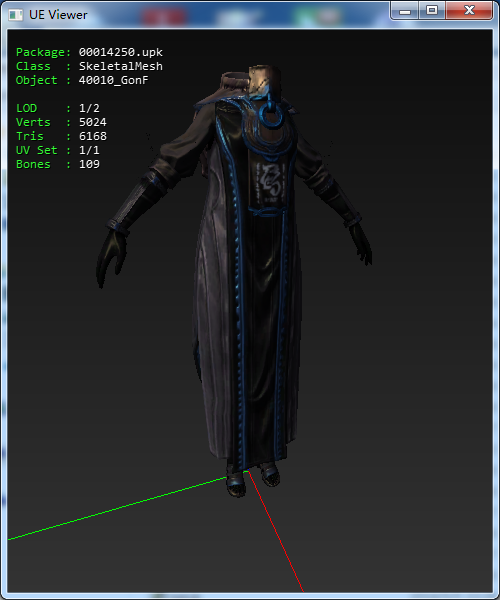 UE Viewer
Package: 00014250.upk
Class : SkeletalMesh
Object : 40010_GonF
LOD : 1/2
Verts : 5024
Tris : 6168
UV Set : 1/1
Bones : 109